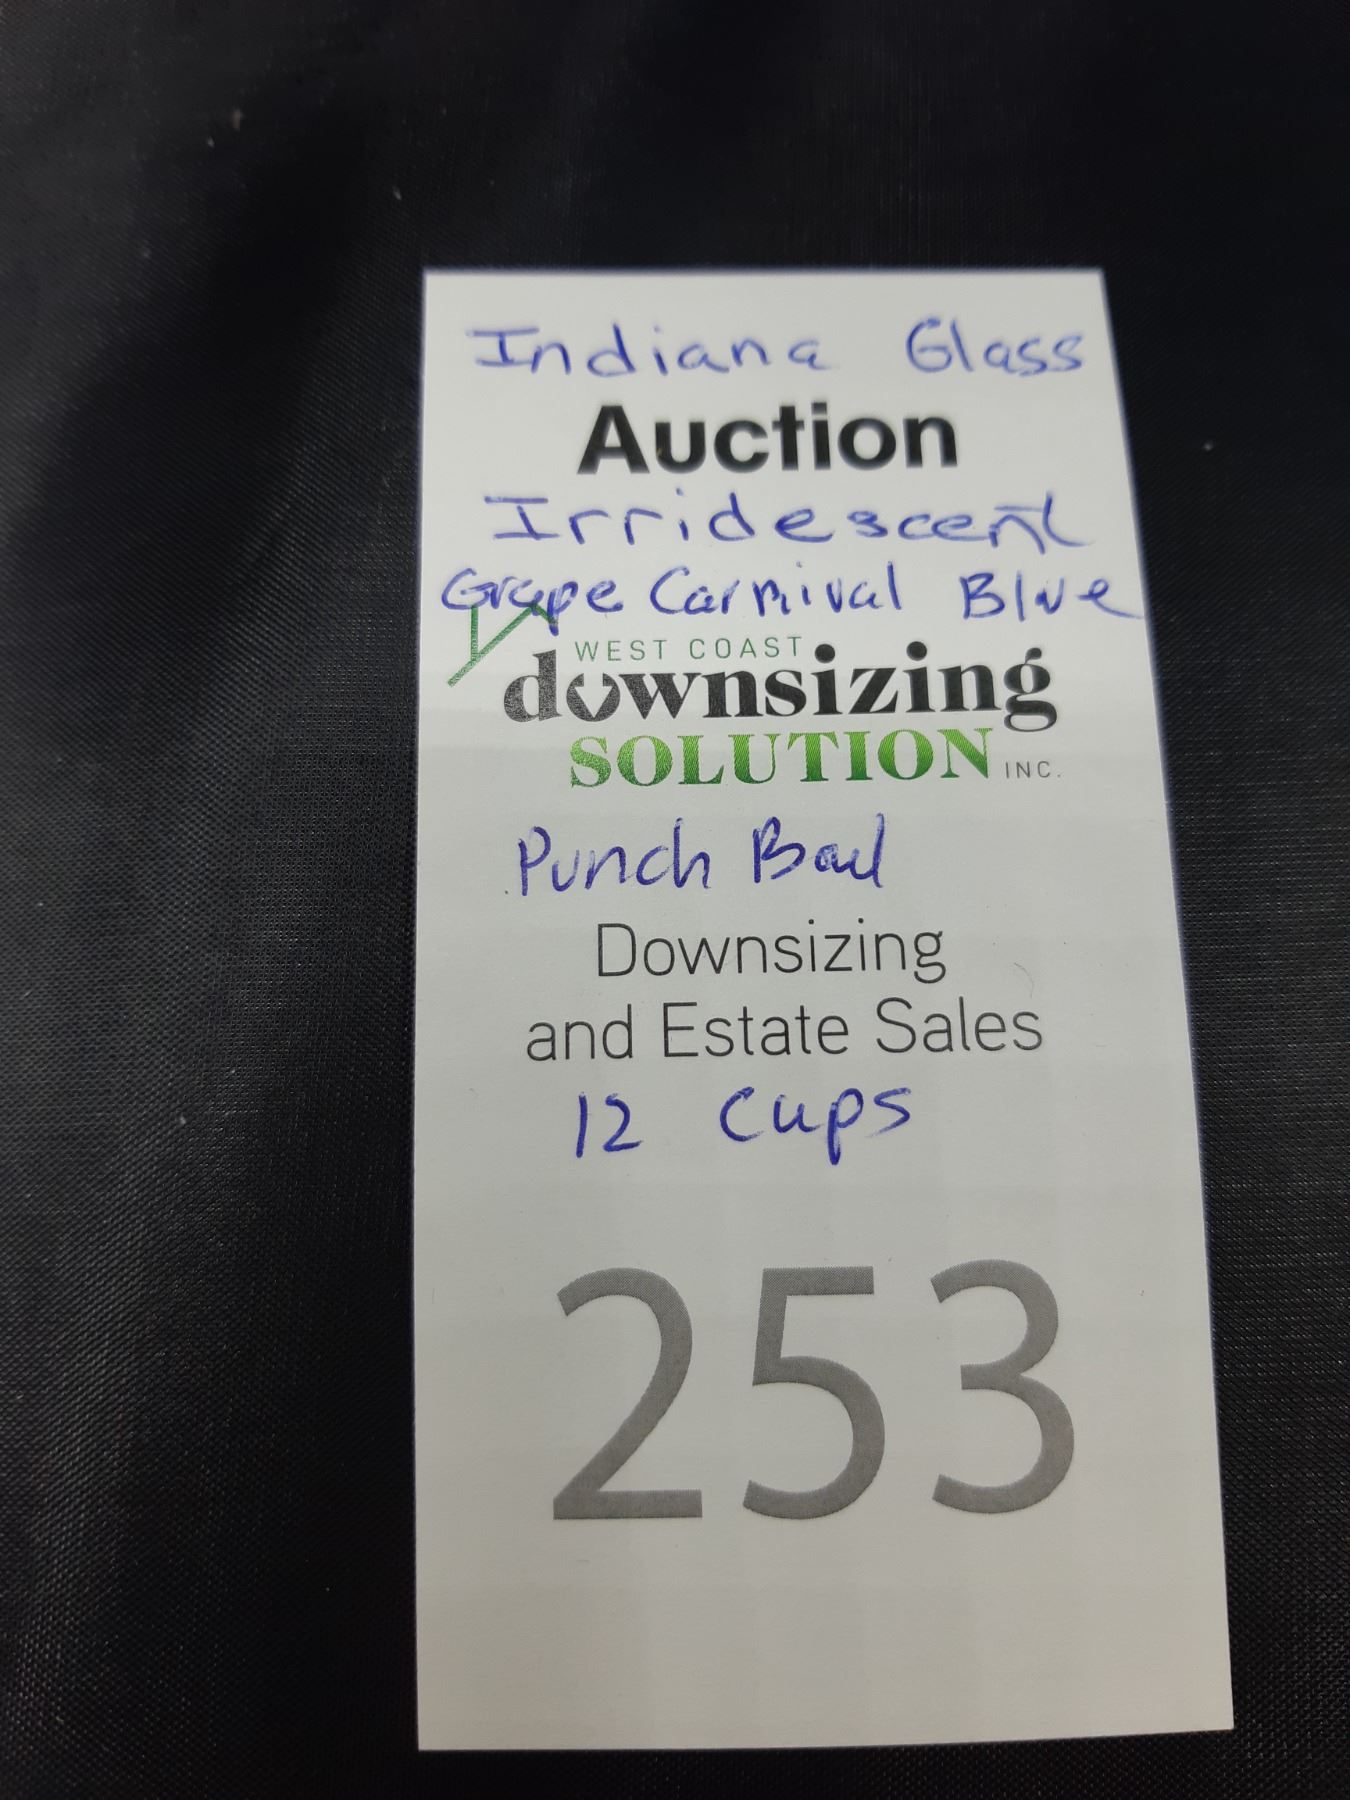 Indiana Glass
Auction
Irridescent
Grape Carnival Blue
WEST COAST
downsizing
SOLUTION INC.
Punch Bowl
Downsizing
and Estate Sales
12 Cups
253